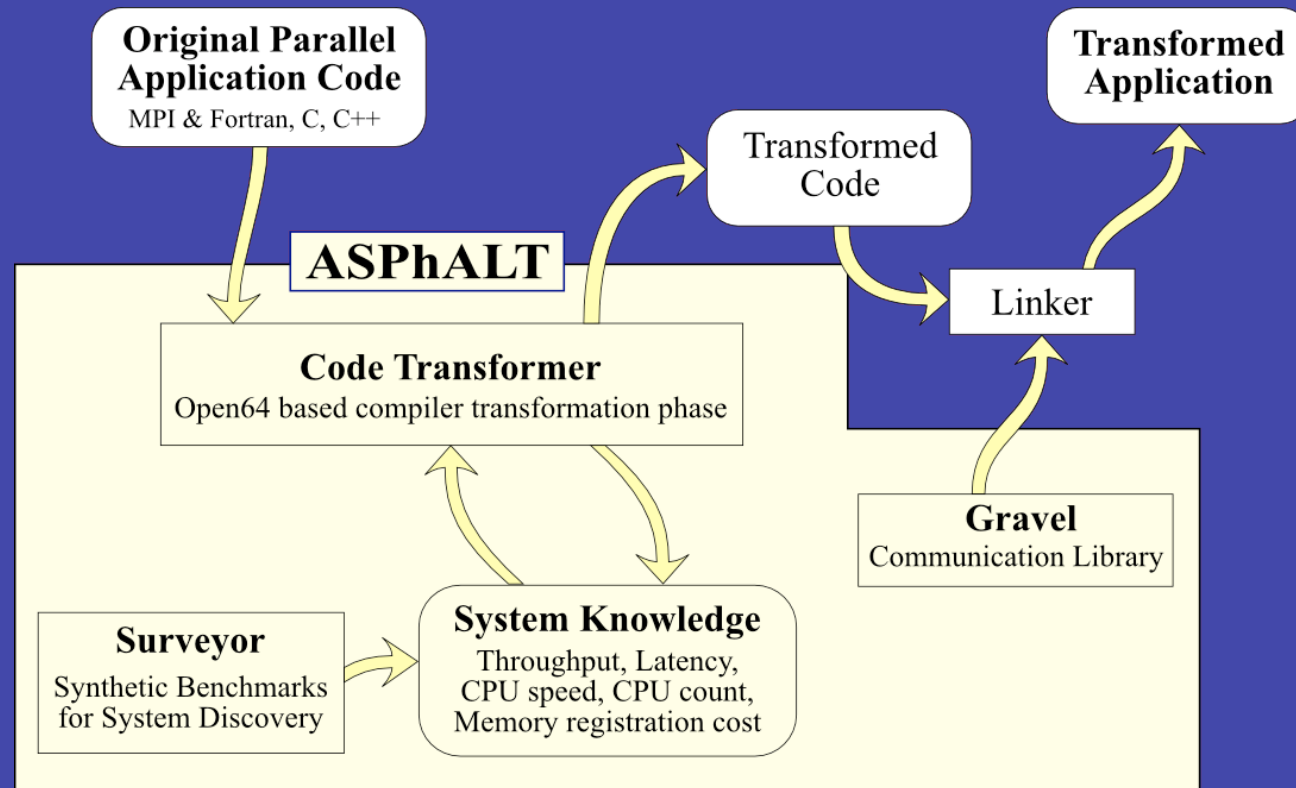 Original Parallel
Application Code
MPI & Fortran, C, C++
Transformed
Application
Transformed
Code
ASPhALT
Linker
Code Transformer
Open64 based compiler transformation phase
Gravel
Communication Library
Surveyor
Synthetic Benchmarks
for System Discovery
System Knowledge
Throughput, Latency,
CPU speed, CPU count,
Memory registration cost